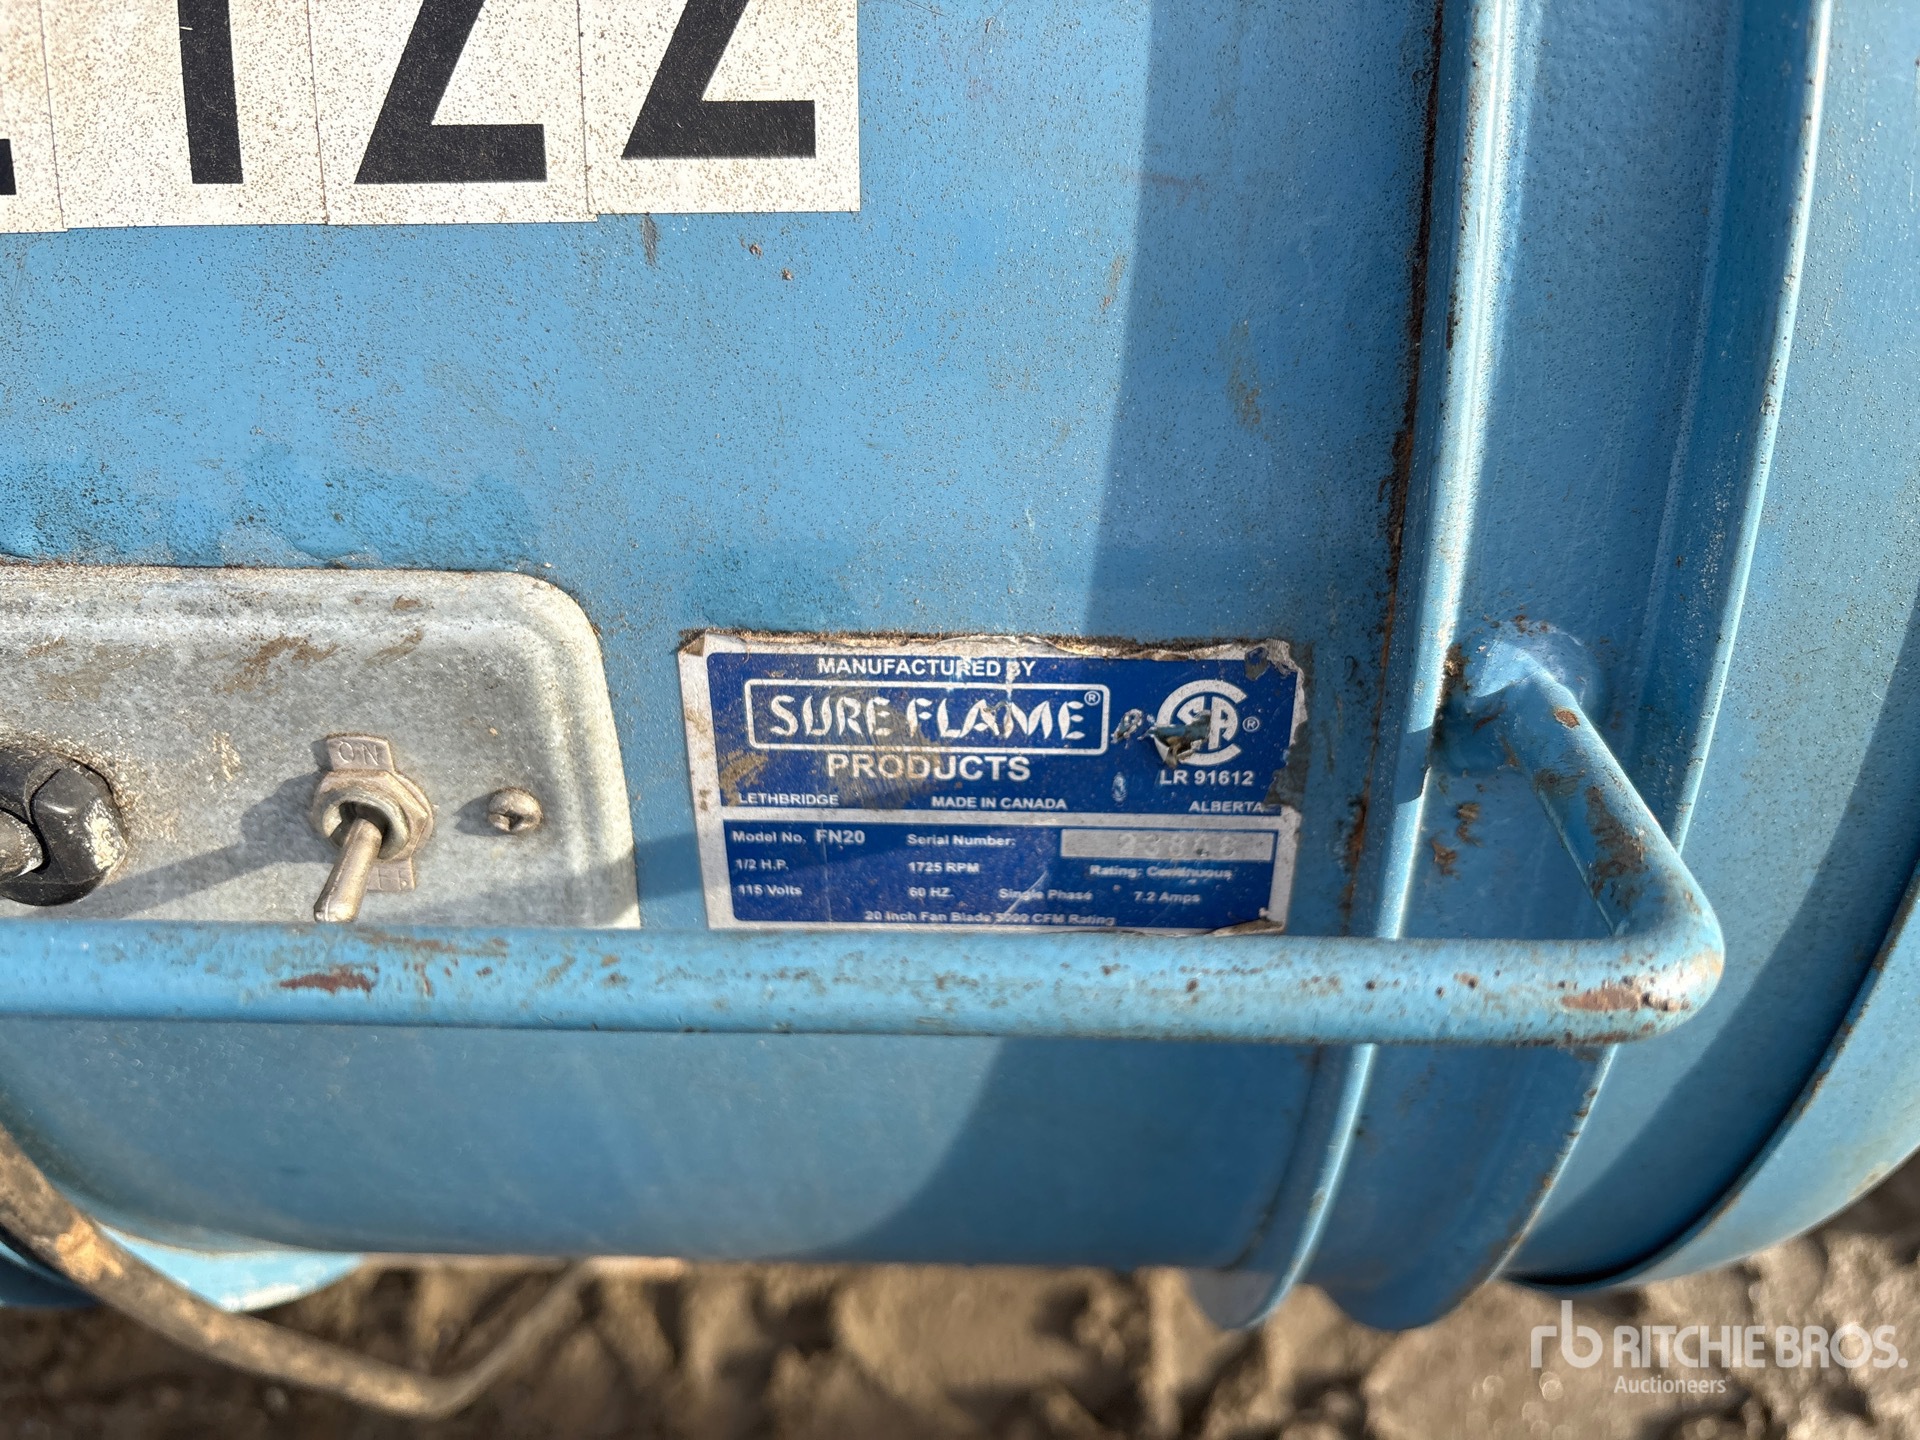 122
ON
MANUFACTURED BY
SURE FLAME®
PRODUCTS
CSA®
LR 91612
LETHBRIDGE MADE IN CANADA ALBERTA
Model No. FN20 Serial Number:
1/2 H.P. 1725 RPM Rating: Continuous
115 Volts 60 HZ. Single Phase 7.2 Amps
20 Inch Fan Blade 5000 CFM Rating
rb RITCHIE BROS.
Auctioneers